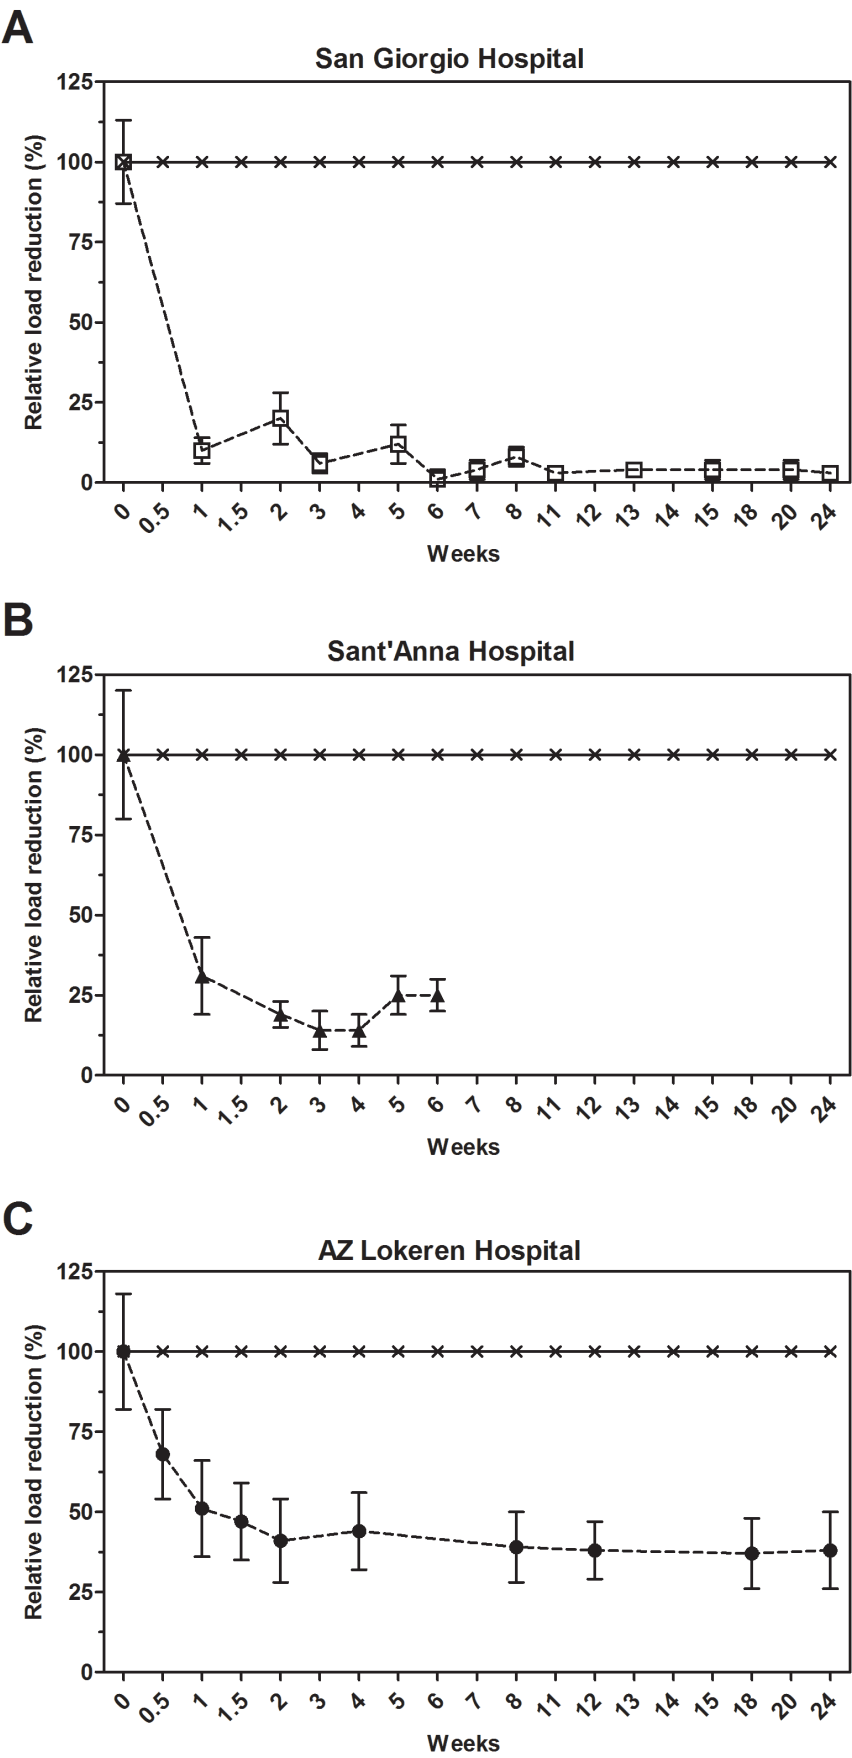 A
San Giorgio Hospital
Relative load reduction (%)
125
100
75
50
25
0
0 0.5 1 1.5 2 3 4 5 6 7 8 11 12 13 14 15 18 20 24
Weeks
B
Sant'Anna Hospital
Relative load reduction (%)
125
100
75
50
25
0
0 0.5 1 1.5 2 3 4 5 6 7 8 11 12 13 14 15 18 20 24
Weeks
C
AZ Lokeren Hospital
Relative load reduction (%)
125
100
75
50
25
0
0 0.5 1 1.5 2 3 4 5 6 7 8 11 12 13 14 15 18 20 24
Weeks